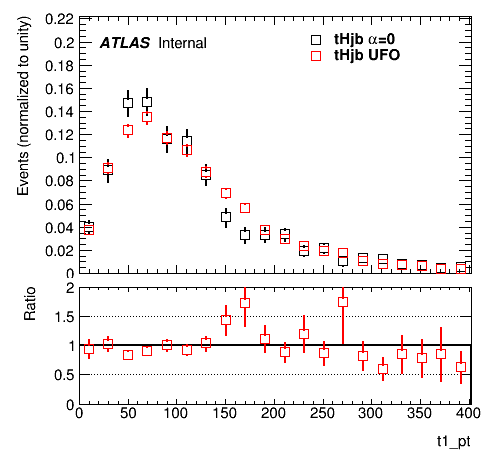 0.22
0.2
0.18
0.16
0.14
0.12
0.1
0.08
0.06
0.04
0.02
0
Events (normalized to unity)
ATLAS Internal
tHjb α=0
tHjb UFO
2
1.5
1
0.5
0
Ratio
0 50 100 150 200 250 300 350 400
t1_pt